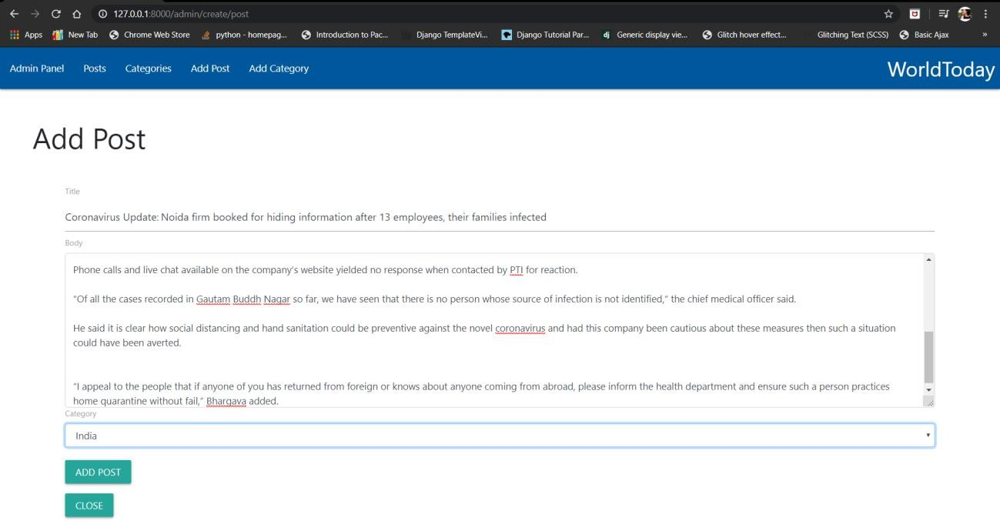 127.0.0.1:8000/admin/create/post
Apps New Tab Chrome Web Store python - homepag... Introduction to Pac... Django TemplateVi... Django Tutorial Par... dj Generic display vie... Glitch hover effect... Glitching Text (SCSS) Basic Ajax »
Admin Panel Posts Categories Add Post Add Category WorldToday
Add Post
Title
Coronavirus Update: Noida firm booked for hiding information after 13 employees, their families infected
Body
Phone calls and live chat available on the company's website yielded no response when contacted by PTI for reaction.
“Of all the cases recorded in Gautam Buddh Nagar so far, we have seen that there is no person whose source of infection is not identified,” the chief medical officer said.
He said it is clear how social distancing and hand sanitation could be preventive against the novel coronavirus and had this company been cautious about these measures then such a situation
could have been averted.
“I appeal to the people that if anyone of you has returned from foreign or knows about anyone coming from abroad, please inform the health department and ensure such a person practices
home quarantine without fail,” Bhargava added.
Category
India
ADD POST
CLOSE